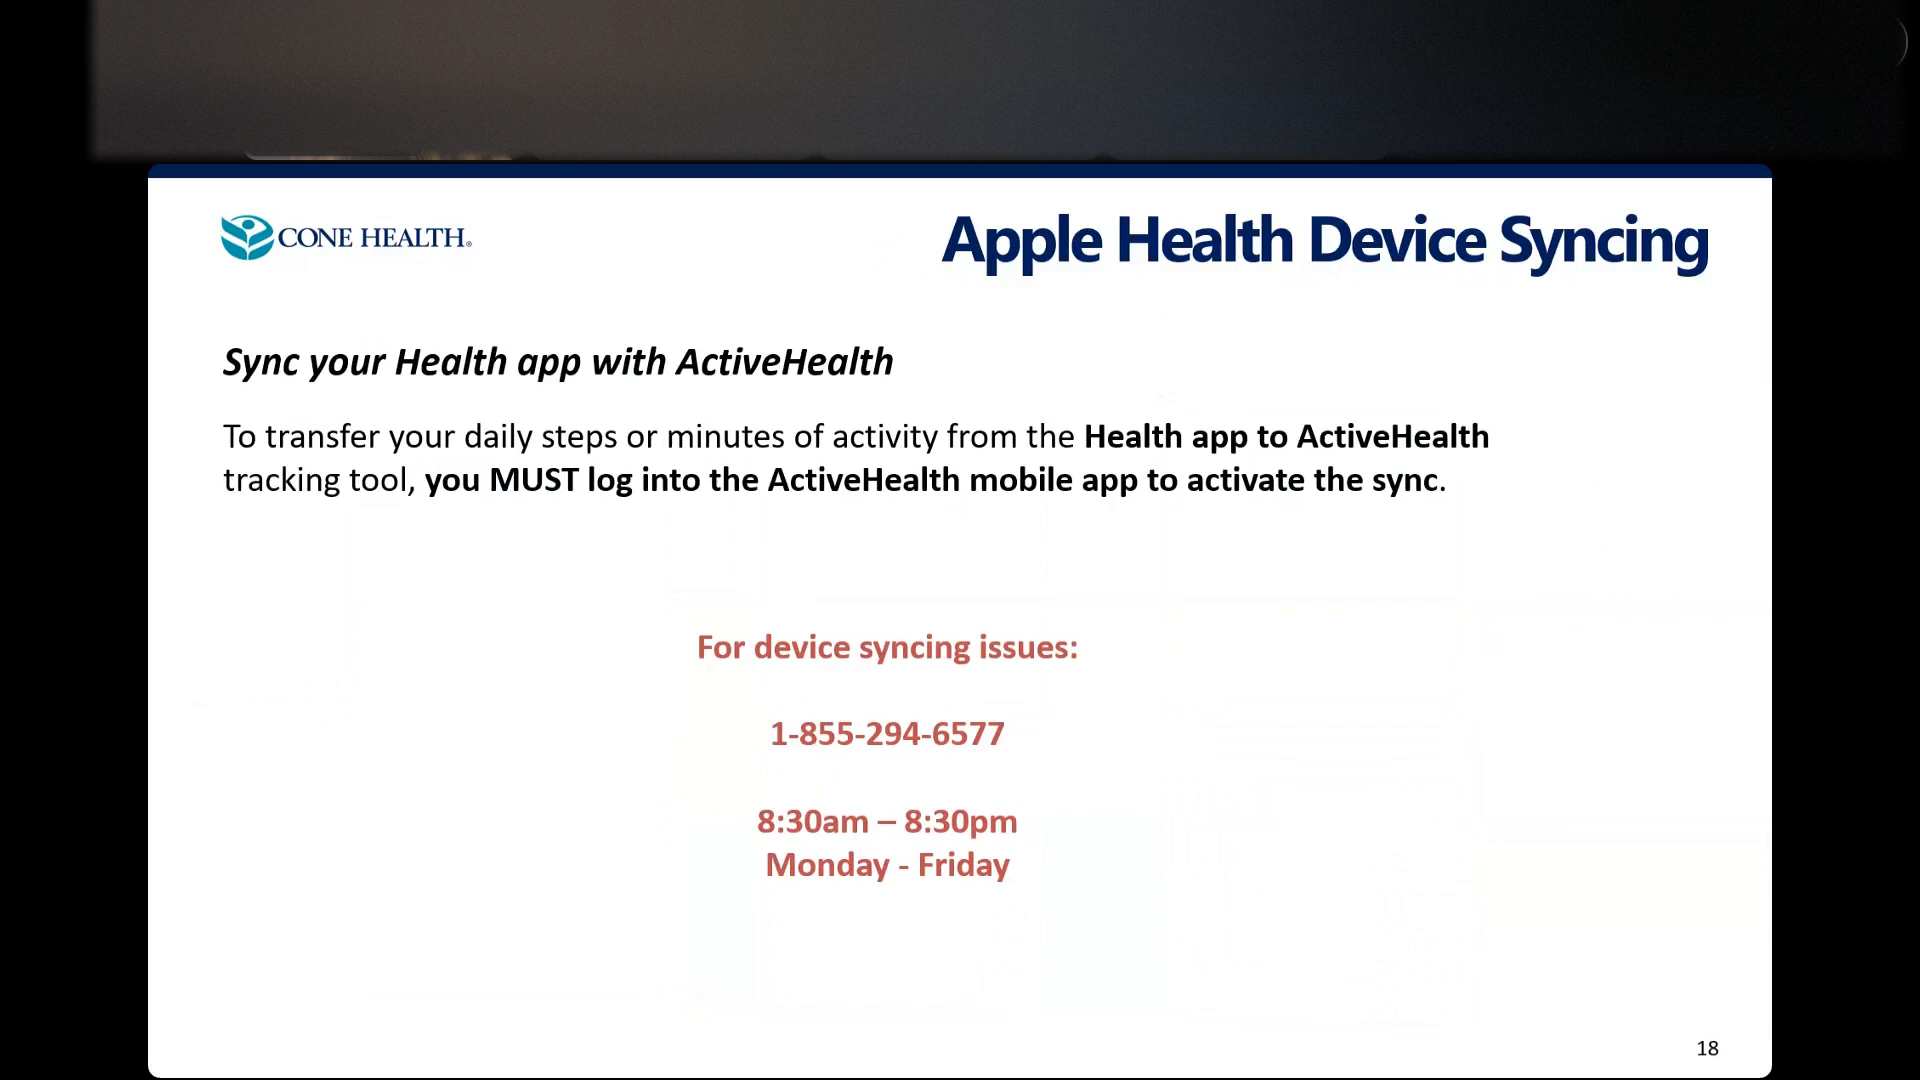 CONE HEALTH®
Apple Health Device Syncing
Sync your Health app with ActiveHealth
To transfer your daily steps or minutes of activity from the Health app to ActiveHealth
tracking tool, you MUST log into the ActiveHealth mobile app to activate the sync.
For device syncing issues:
1-855-294-6577
8:30am – 8:30pm
Monday - Friday
18